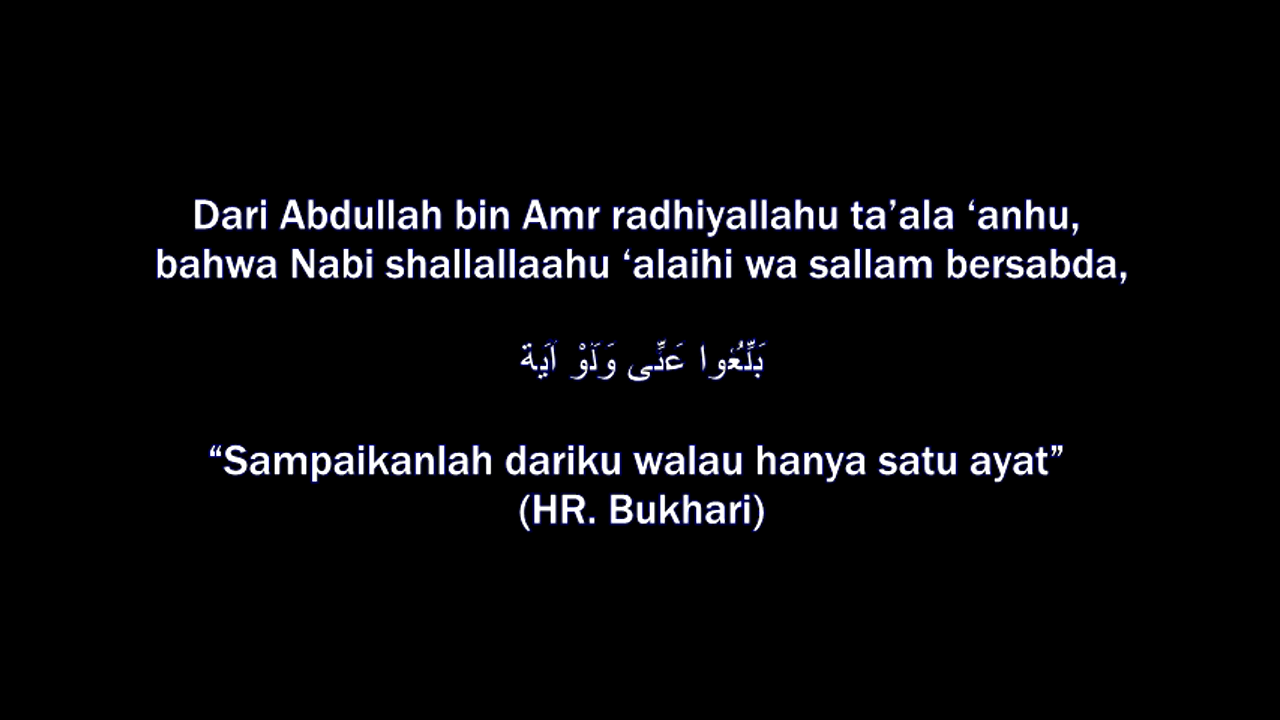 Dari Abdullah bin Amr radhiyallahu ta’ala ‘anhu,
bahwa Nabi shallallaahu ‘alaihi wa sallam bersabda,
بَلِّغُوا عَنِّى وَلَوْ آيَة
“Sampaikanlah dariku walau hanya satu ayat”
(HR. Bukhari)